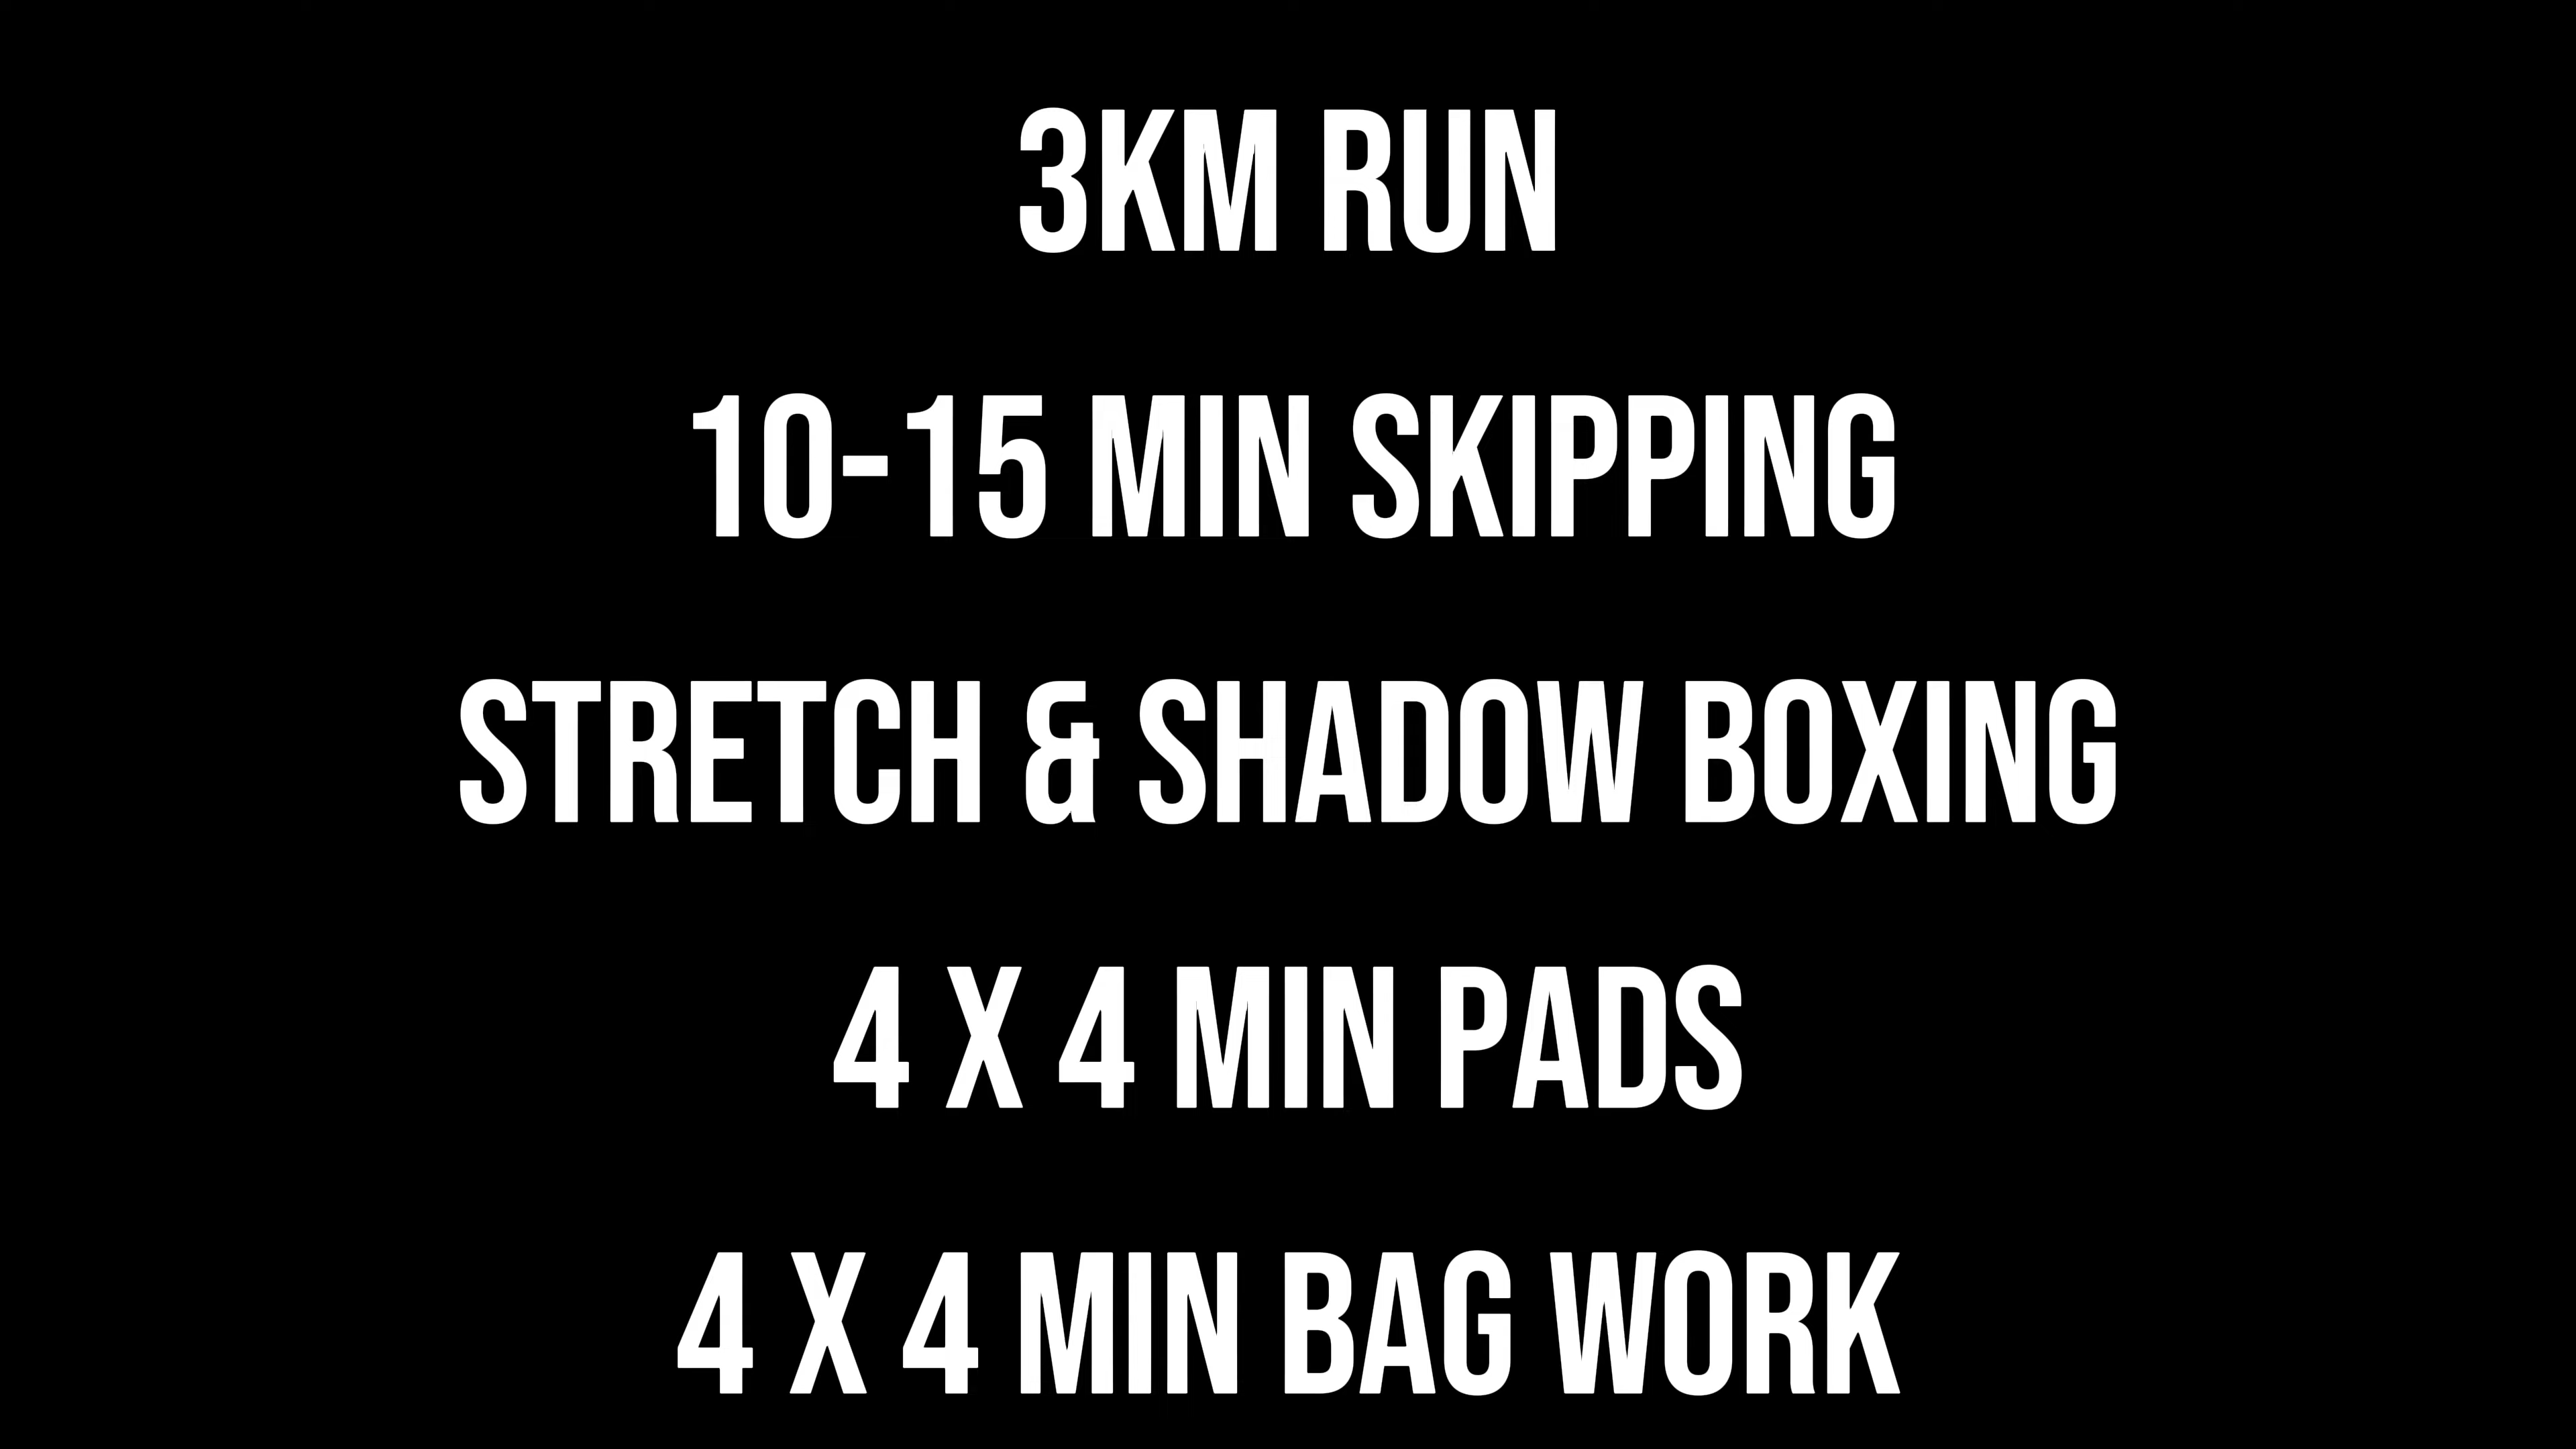 3KM RUN
10-15 MIN SKIPPING
STRETCH & SHADOW BOXING
4 X 4 MIN PADS
4 X 4 MIN BAG WORK